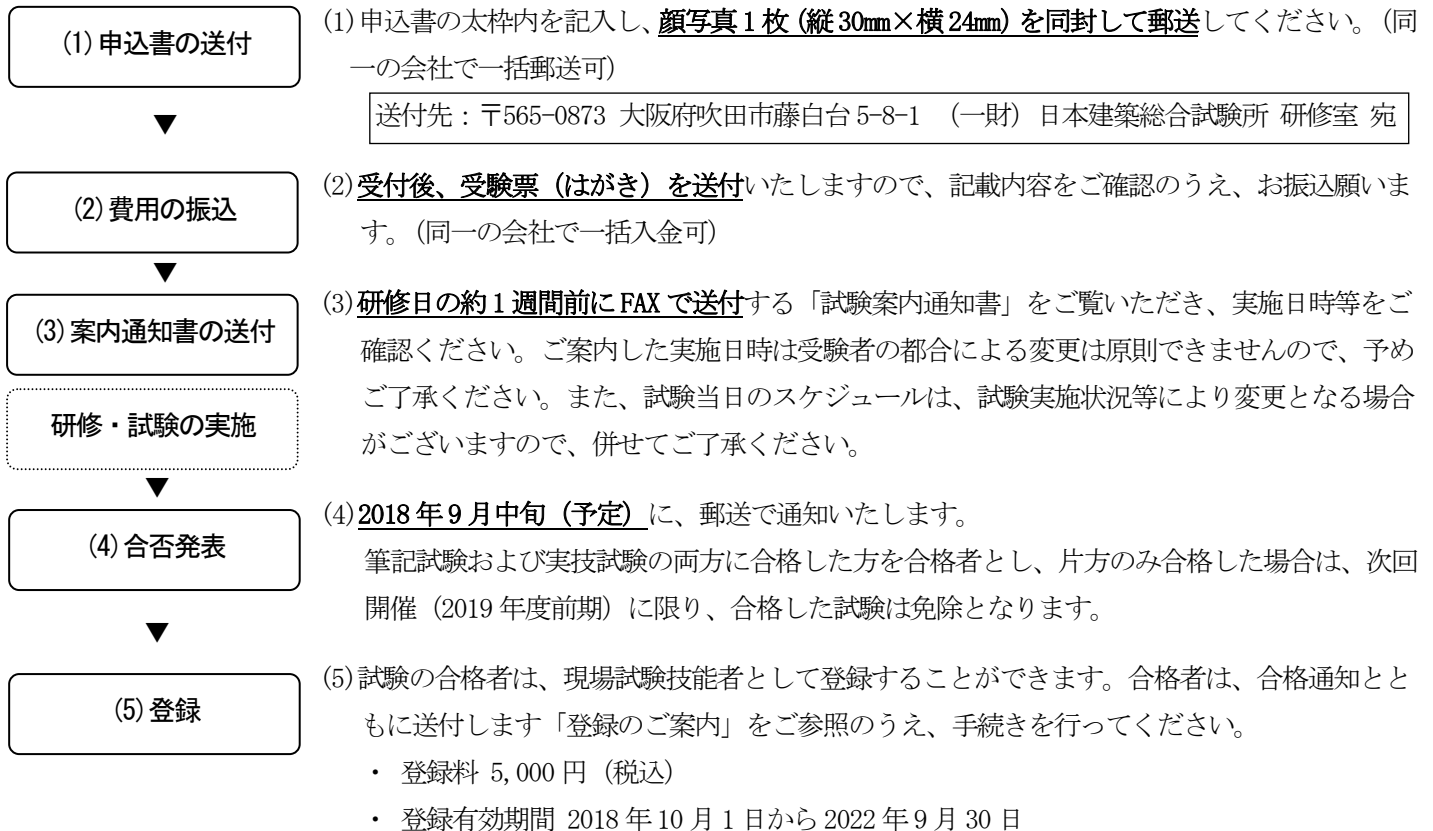 (1)申込書の送付
▼
(1)申込書の太枠内を記入し、顔写真1枚(縦30mm×横24mm)を同封して郵送してください。(同
一の会社で一括郵送可)
送付先:〒565-0873 大阪府吹田市藤白台5-8-1 (一財)日本建築総合試験所 研修室 宛
(2)費用の振込
▼
(2)受付後、受験票(はがき)を送付いたしますので、記載内容をご確認のうえ、お振込願いま
す。(同一の会社で一括入金可)
(3)案内通知書の送付
研修・試験の実施
▼
(3)研修日の約1週間前にFAXで送付する「試験案内通知書」をご覧いただき、実施日時等をご
確認ください。ご案内した実施日時は受験者の都合による変更は原則できませんので、予め
ご了承ください。また、試験当日のスケジュールは、試験実施状況等により変更となる場合
がございますので、併せてご了承ください。
(4)合否発表
▼
(4)2018年9月中旬(予定)に、郵送で通知いたします。
筆記試験および実技試験の両方に合格した方を合格者とし、片方のみ合格した場合は、次回
開催(2019年度前期)に限り、合格した試験は免除となります。
(5)登録
(5)試験の合格者は、現場試験技能者として登録することができます。合格者は、合格通知とと
もに送付します「登録のご案内」をご参照のうえ、手続きを行ってください。
・ 登録料 5,000円(税込)
・ 登録有効期間 2018年10月1日から2022年9月30日